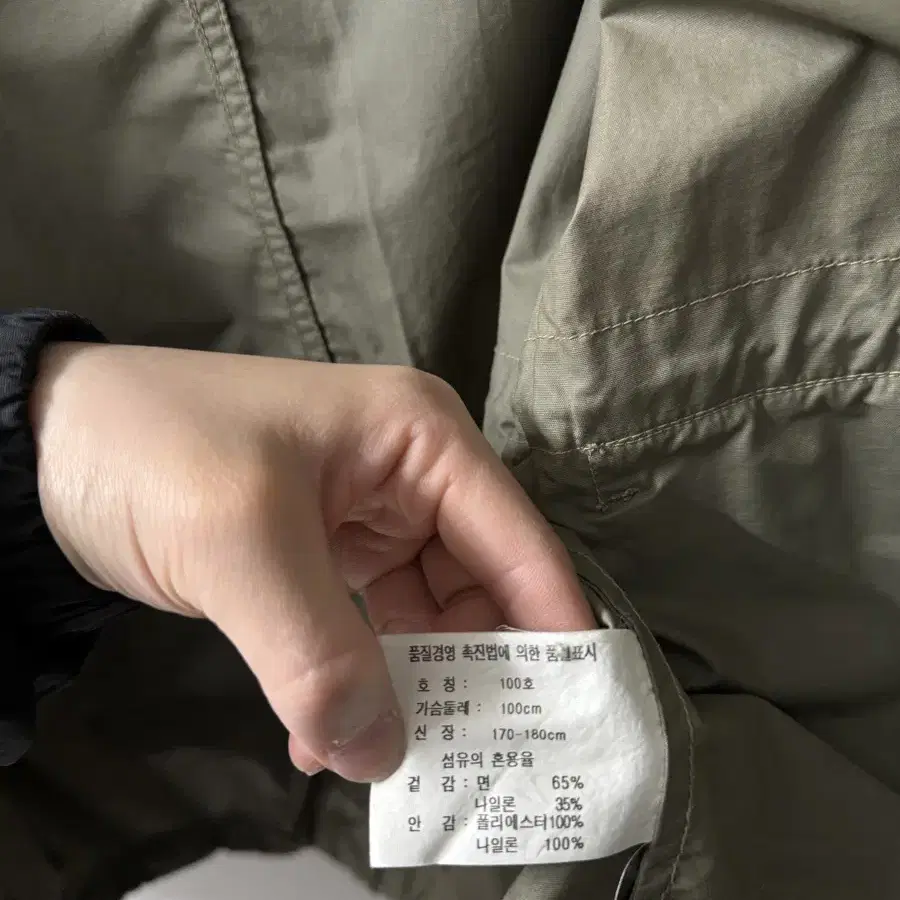 품질경영 촉진법에 의한 품질표시
호 칭 : 100호
가슴둘레 : 100cm
신 장 : 170-180cm
섬유의 혼용율
겉 감 : 면 65%
나일론 35%
안 감 : 폴리에스터100%
나일론 100%